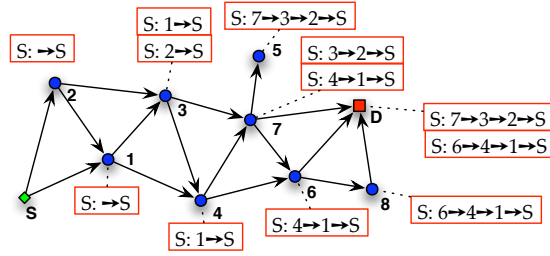 S: 7→3→2→S
S: 1→S
S: 2→S
S: 3→2→S
S: 4→1→S
S: →S
5
2
3
7
D
S: 7→3→2→S
S: 6→4→1→S
1
6
8
S: →S
4
S
S: 1→S
S: 4→1→S
S: 6→4→1→S